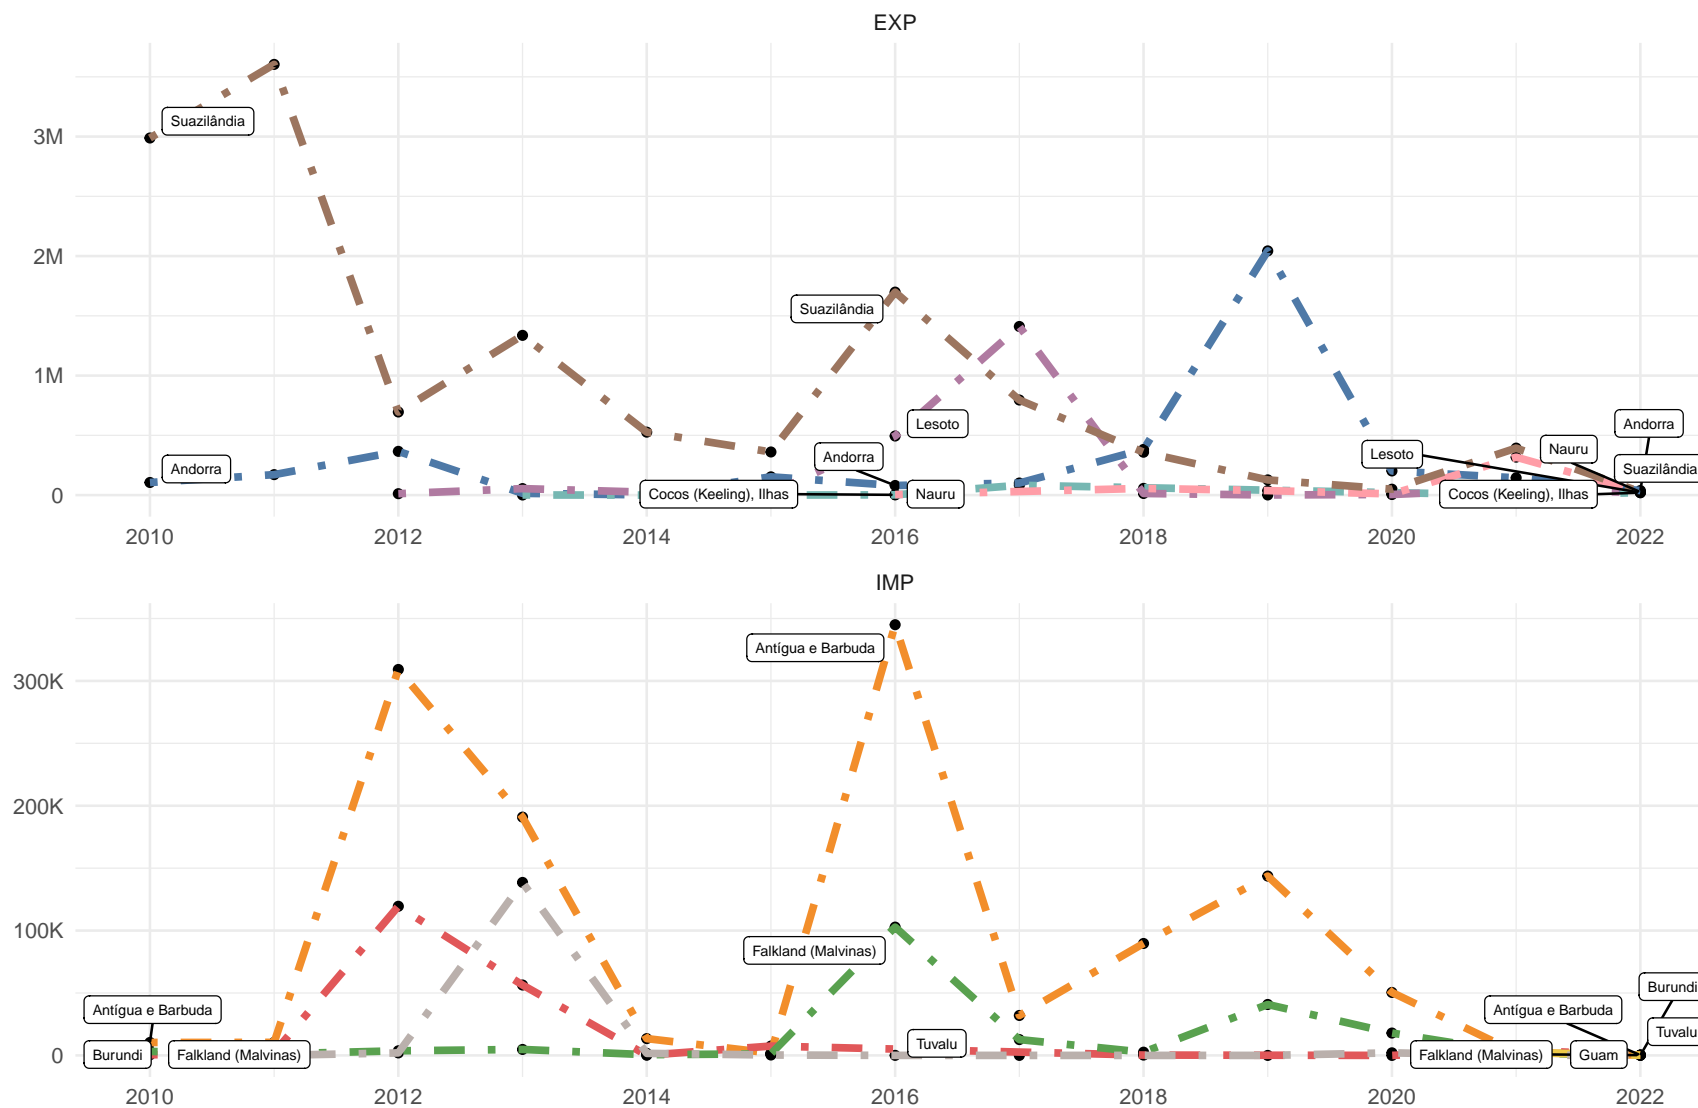 EXP
3M
2M
1M
0
Suazilândia
Andorra
Suazilândia
Lesoto
Andorra
Cocos (Keeling), Ilhas
Nauru
Andorra
Nauru
Lesoto
Suazilândia
Cocos (Keeling), Ilhas
2010 2012 2014 2016 2018 2020 2022
IMP
300K
200K
100K
0
Antígua e Barbuda
Burundi
Falkland (Malvinas)
Antígua e Barbuda
Falkland (Malvinas)
Tuvalu
Burundi
Antígua e Barbuda
Tuvalu
Falkland (Malvinas)
Guam
2010 2012 2014 2016 2018 2020 2022